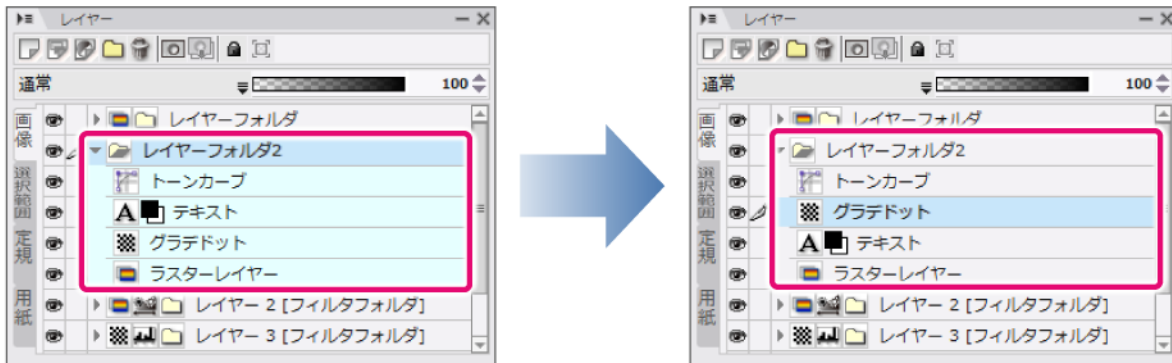 レイヤー
通常
100
画像
選択範囲
定規
用紙
レイヤーフォルダ
レイヤーフォルダ2
トーンカーブ
A テキスト
グラデドット
ラスターレイヤー
レイヤー 2 [フィルタフォルダ]
レイヤー 3 [フィルタフォルダ]
レイヤー
通常
100
画像
選択範囲
定規
用紙
レイヤーフォルダ
レイヤーフォルダ2
トーンカーブ
グラデドット
A テキスト
ラスターレイヤー
レイヤー 2 [フィルタフォルダ]
レイヤー 3 [フィルタフォルダ]